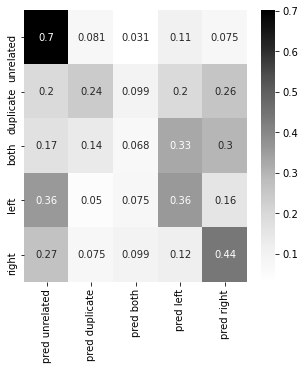 0.7
unrelated 0.7 0.081 0.031 0.11 0.075
0.6
duplicate 0.2 0.24 0.099 0.2 0.26
0.5
both 0.17 0.14 0.068 0.33 0.3
0.4
0.3
left 0.36 0.05 0.075 0.36 0.16
0.2
right 0.27 0.075 0.099 0.12 0.44
0.1
pred unrelated
pred duplicate
pred both
pred left
pred right